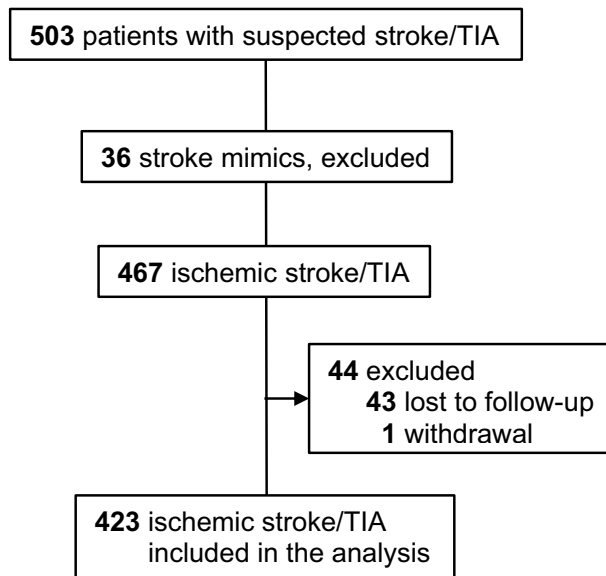 503 patients with suspected stroke/TIA
36 stroke mimics, excluded
467 ischemic stroke/TIA
44 excluded
43 lost to follow-up
1 withdrawal
423 ischemic stroke/TIA
included in the analysis